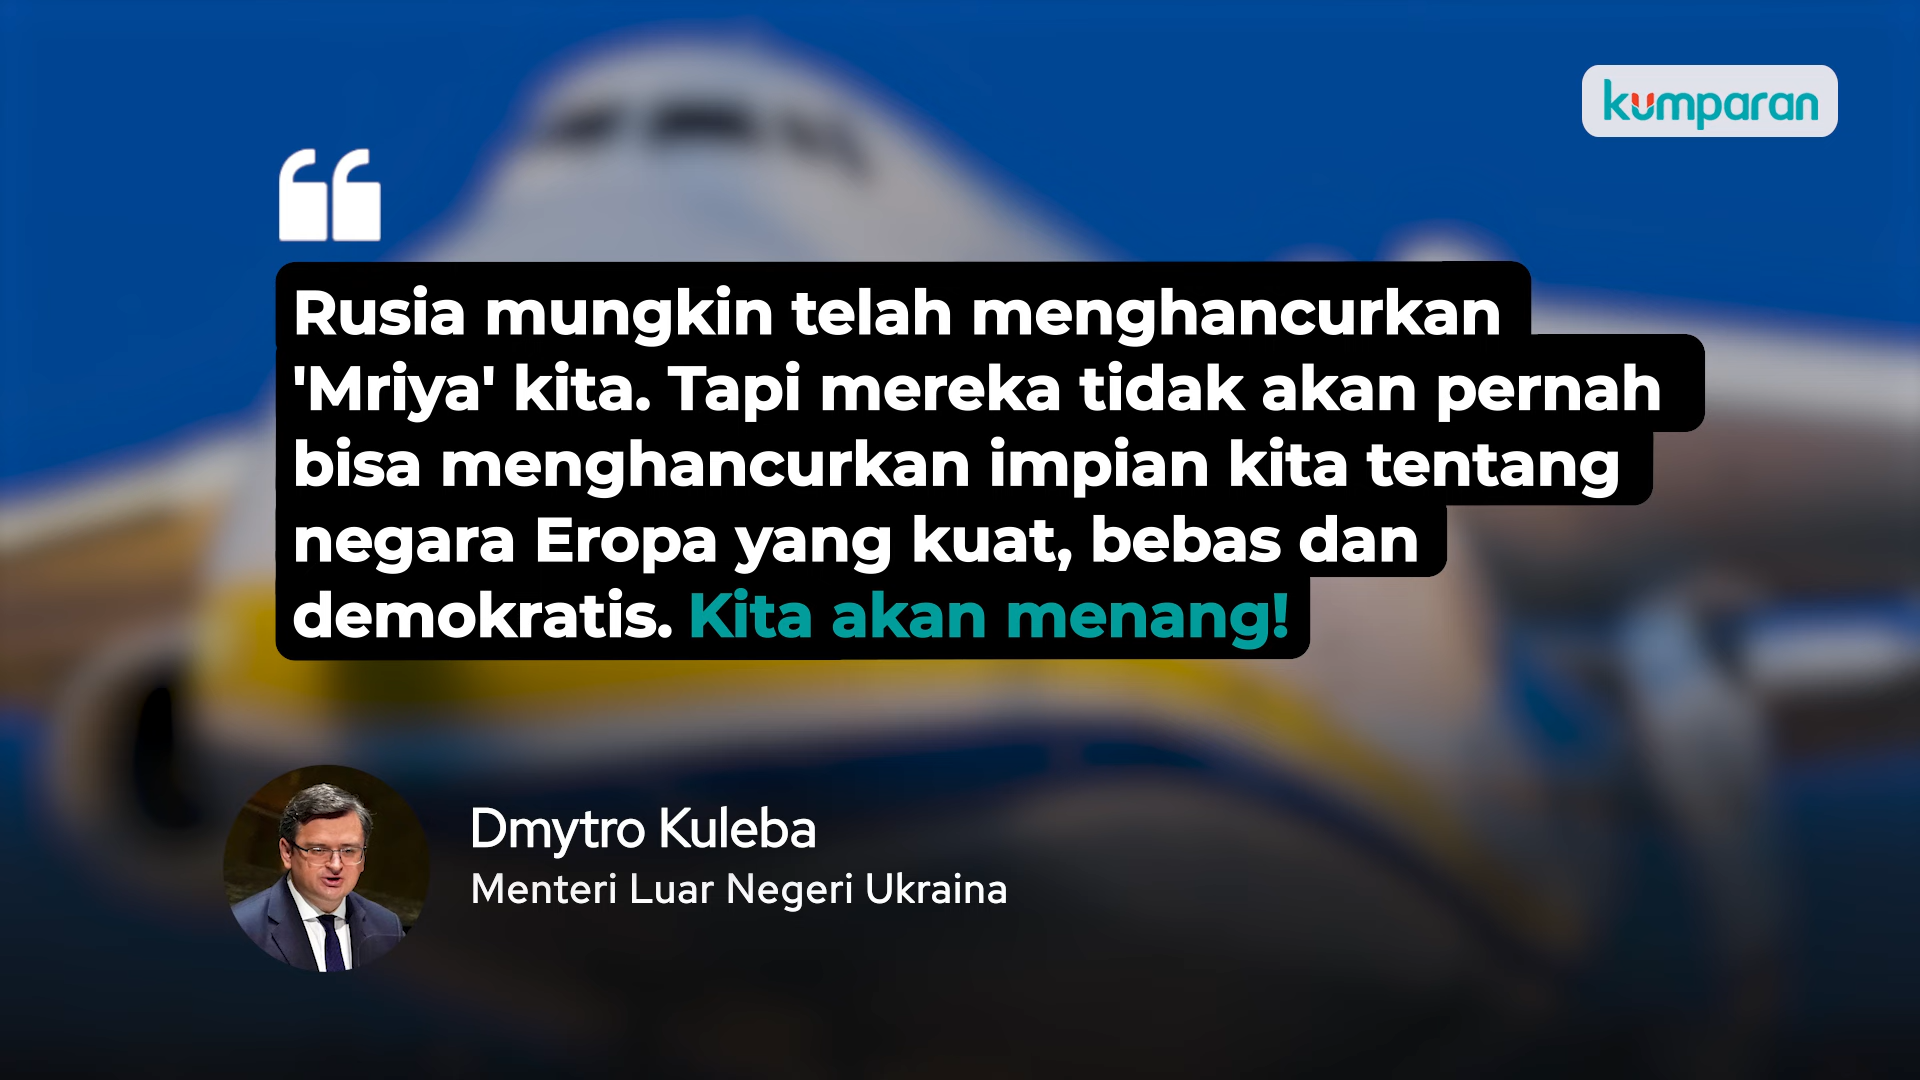 kumparan
“
Rusia mungkin telah menghancurkan
'Mriya' kita. Tapi mereka tidak akan pernah
bisa menghancurkan impian kita tentang
negara Eropa yang kuat, bebas dan
demokratis. Kita akan menang!
Dmytro Kuleba
Menteri Luar Negeri Ukraina